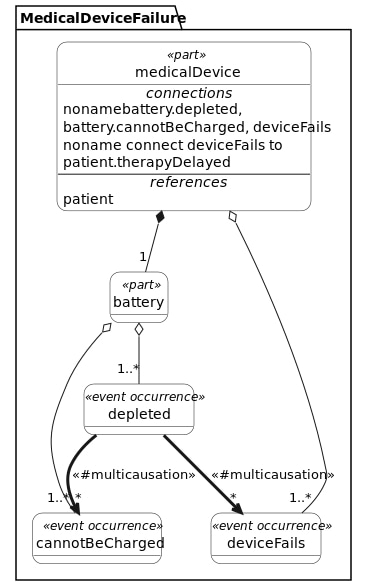 MedicalDeviceFailure
«part»
medicalDevice
connections
nonamebattery.depleted,
battery.cannotBeCharged, deviceFails
noname connect deviceFails to
patient.therapyDelayed
references
patient
1
«part»
battery
1..*
«event occurrence»
depleted
«#multicausation» «#multicausation»
1..* * * 1..*
«event occurrence» «event occurrence»
cannotBeCharged deviceFails